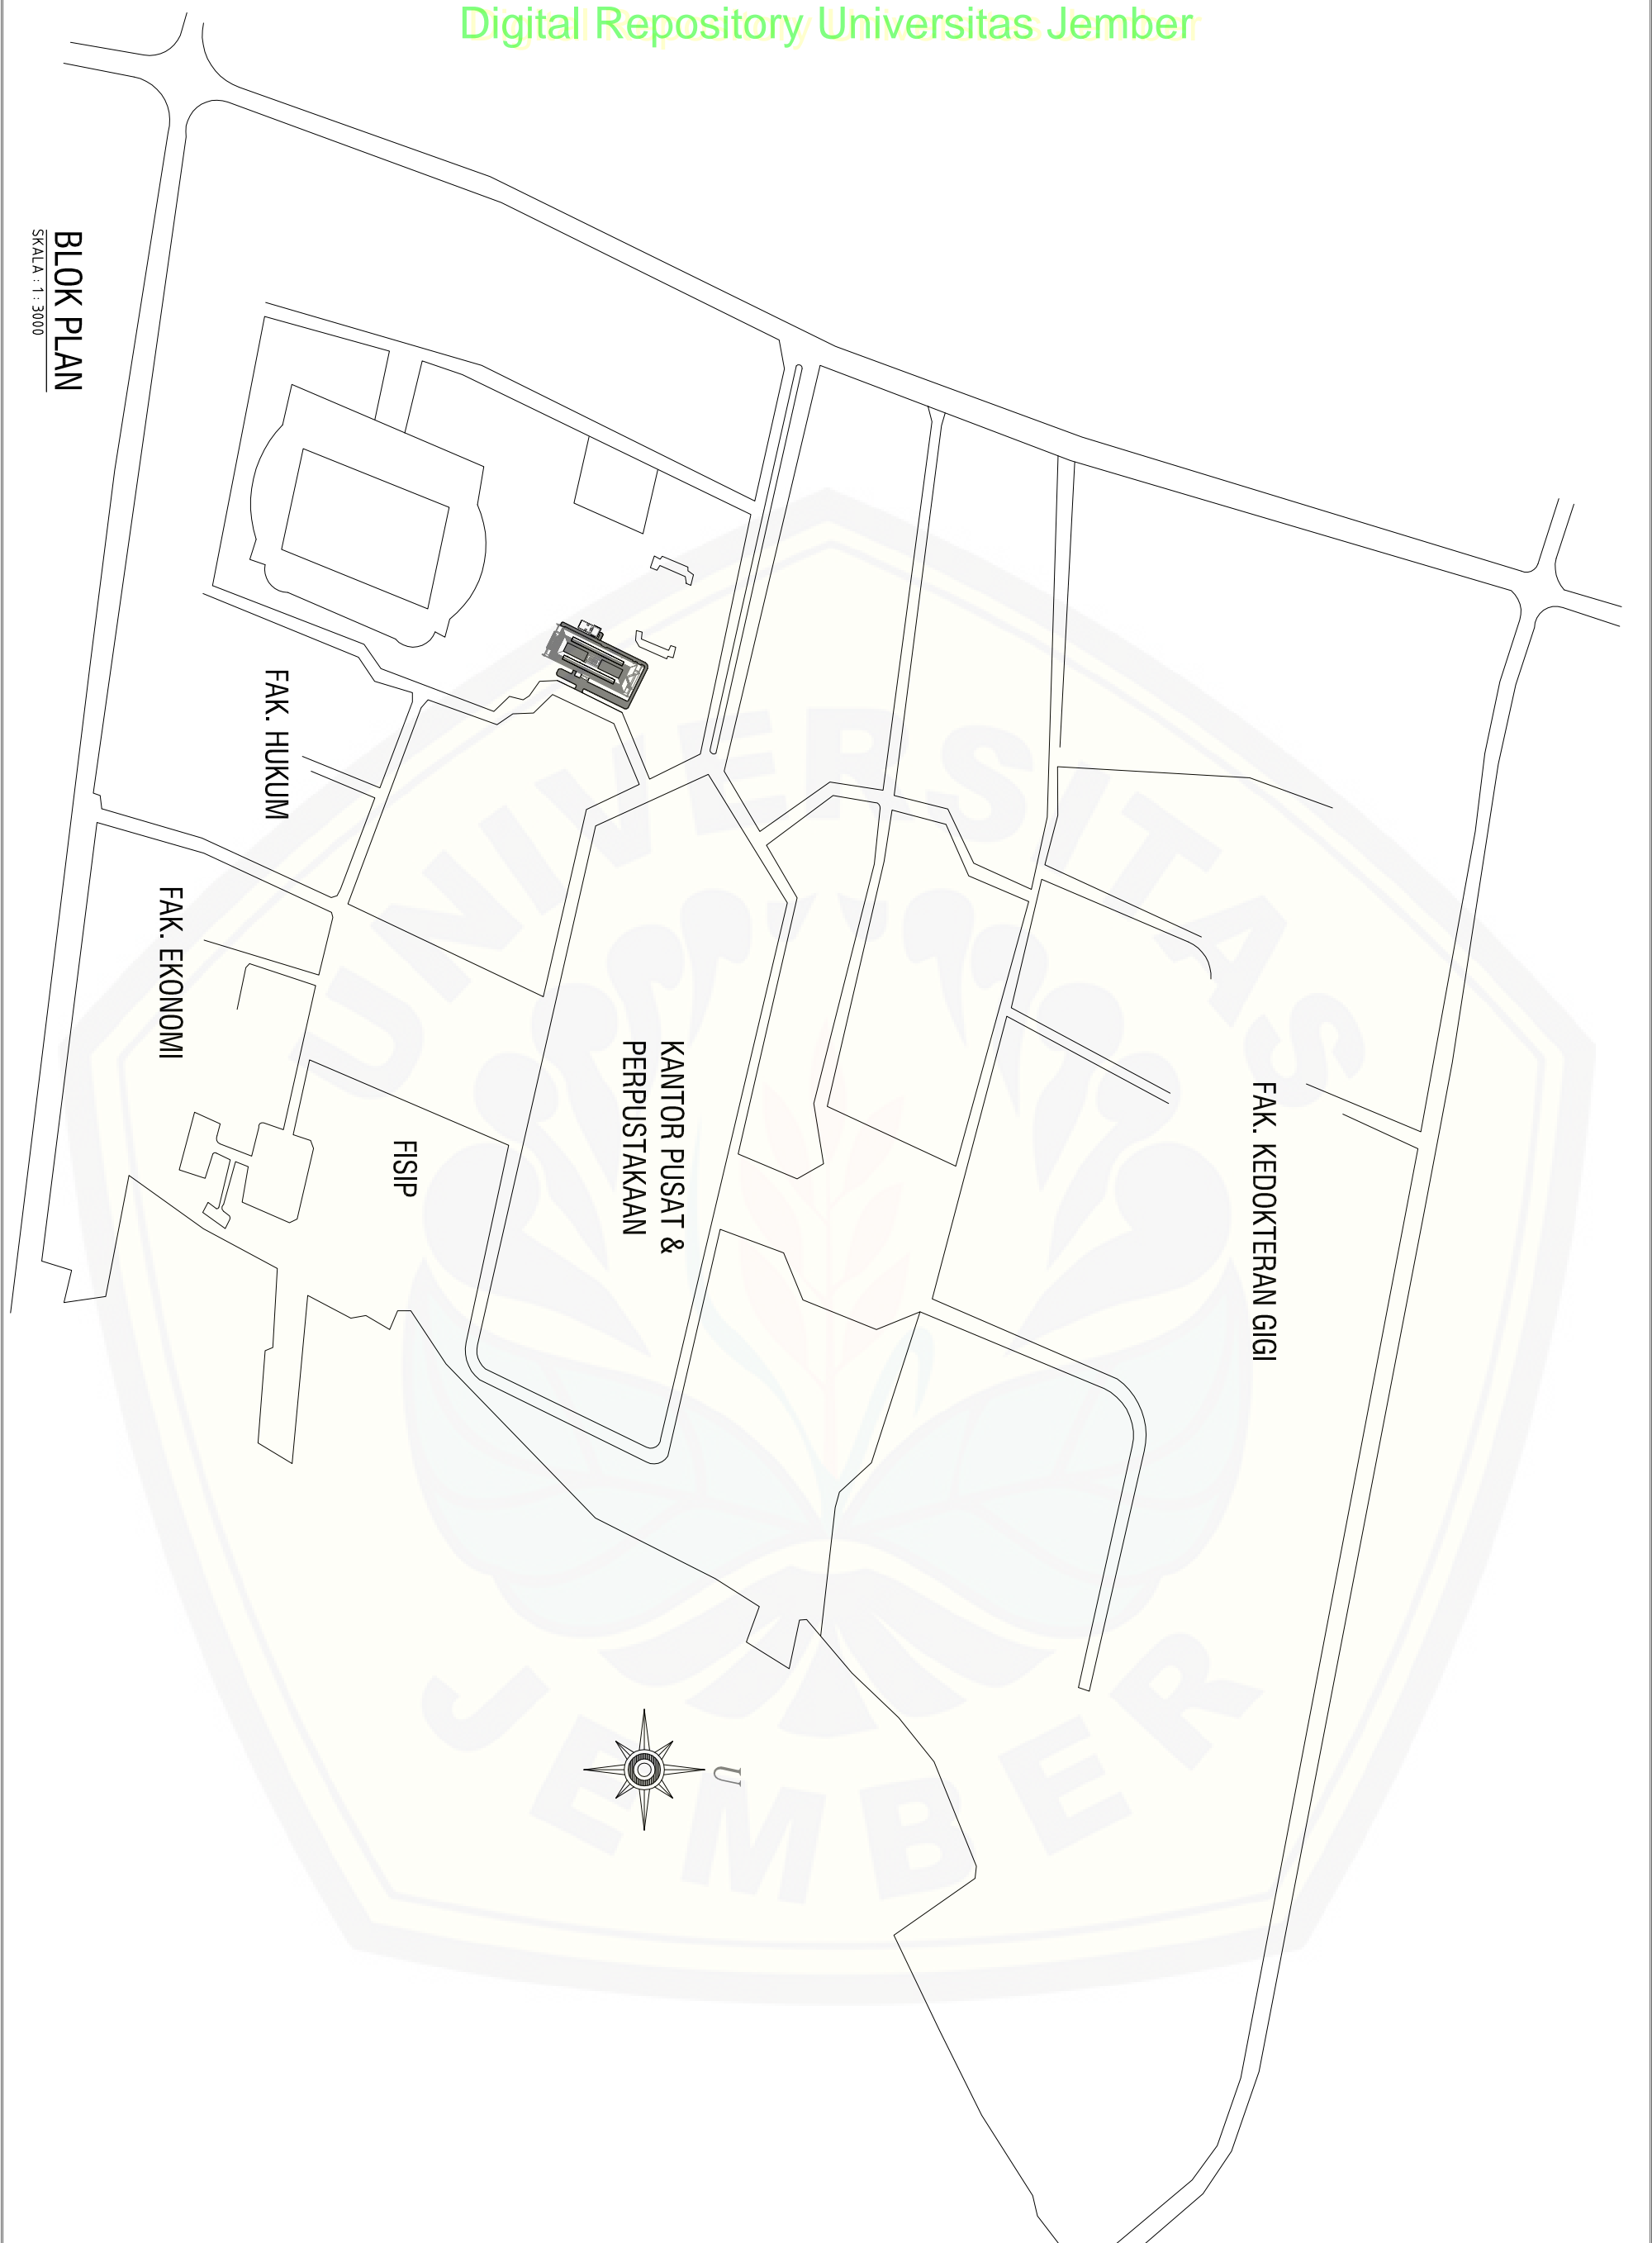 Digital Repository Universitas Jember
FAK. KEDOKTERAN GIGI
KANTOR PUSAT &
PERPUSTAKAAN
U
FISIP
FAK. HUKUM
FAK. EKONOMI
BLOK PLAN
SKALA : 1 : 3000
UNIVERSITAS
JEMBER